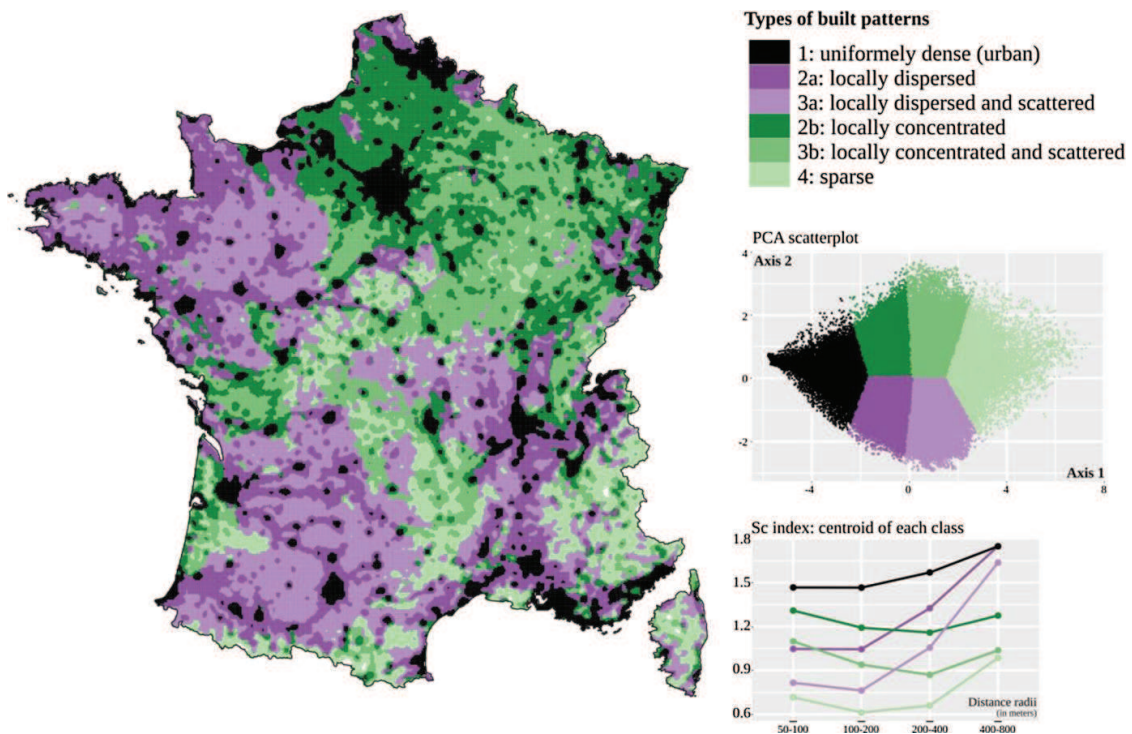 Types of built patterns
1: uniformely dense (urban)
2a: locally dispersed
3a: locally dispersed and scattered
2b: locally concentrated
3b: locally concentrated and scattered
4: sparse
PCA scatterplot
4
Axis 2
2
0
-2
Axis 1
-4 0 4 8
Sc index: centroid of each class
1.8
1.5
1.2
0.9
0.6
Distance radii
(in meters)
50-100 100-200 200-400 400-800